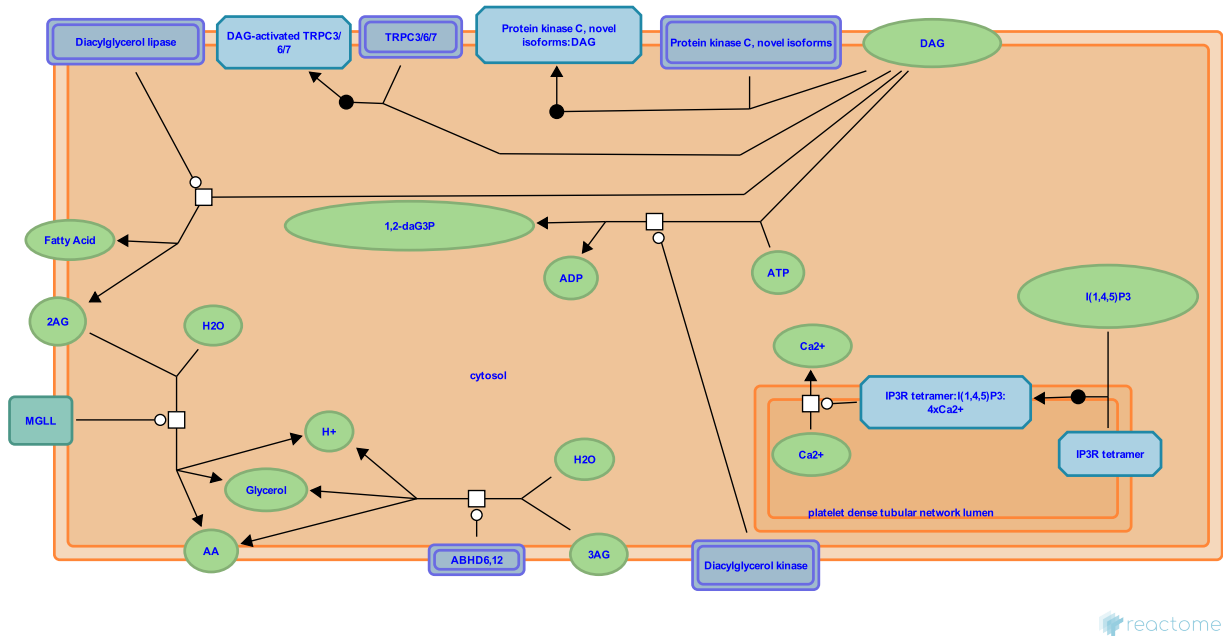 Diacylglycerol lipase
DAG-activated TRPC3/
6/7
TRPC3/6/7
Protein kinase C, novel
isoforms:DAG
Protein kinase C, novel isoforms
DAG
Fatty Acid
1,2-daG3P
ADP
ATP
2AG
H2O
I(1,4,5)P3
Ca2+
cytosol
MGLL
IP3R tetramer:I(1,4,5)P3:
4xCa2+
H+
H2O
Ca2+
IP3R tetramer
Glycerol
platelet dense tubular network lumen
AA
ABHD6,12
3AG
Diacylglycerol kinase
reactome